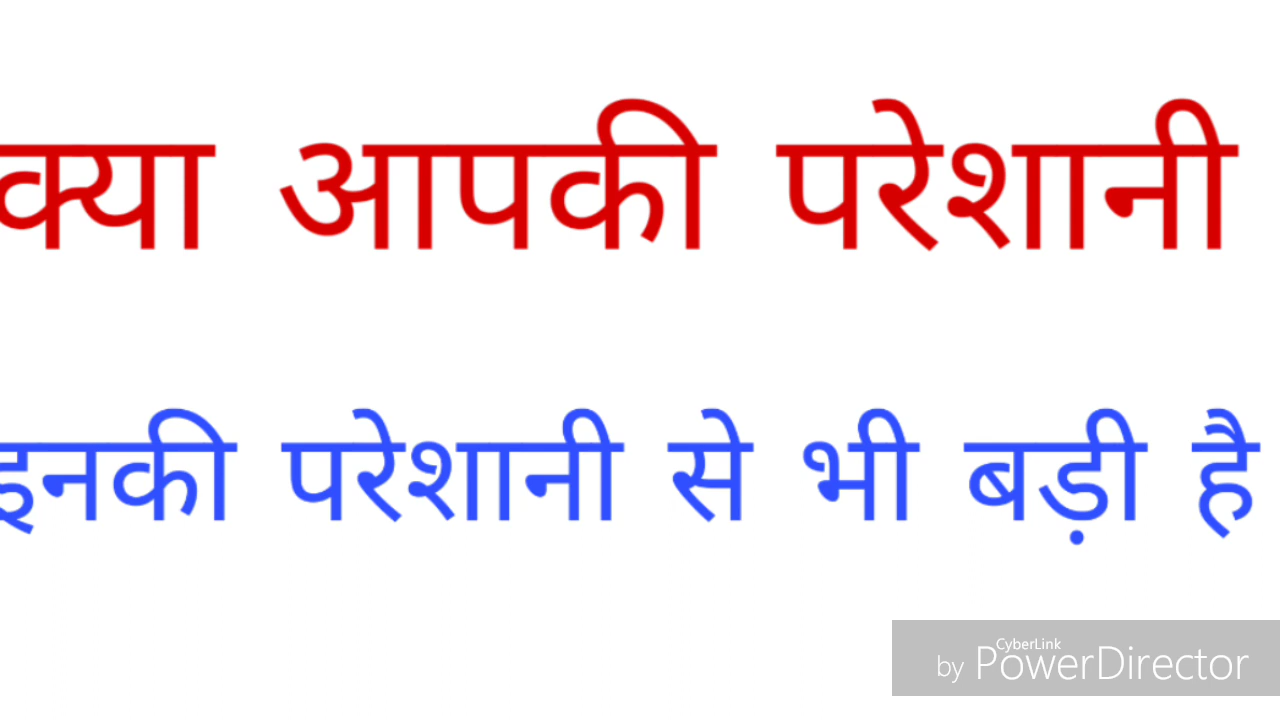 क्या आपकी परेशानी
इनकी परेशानी से भी बड़ी है
CyberLink
by PowerDirector